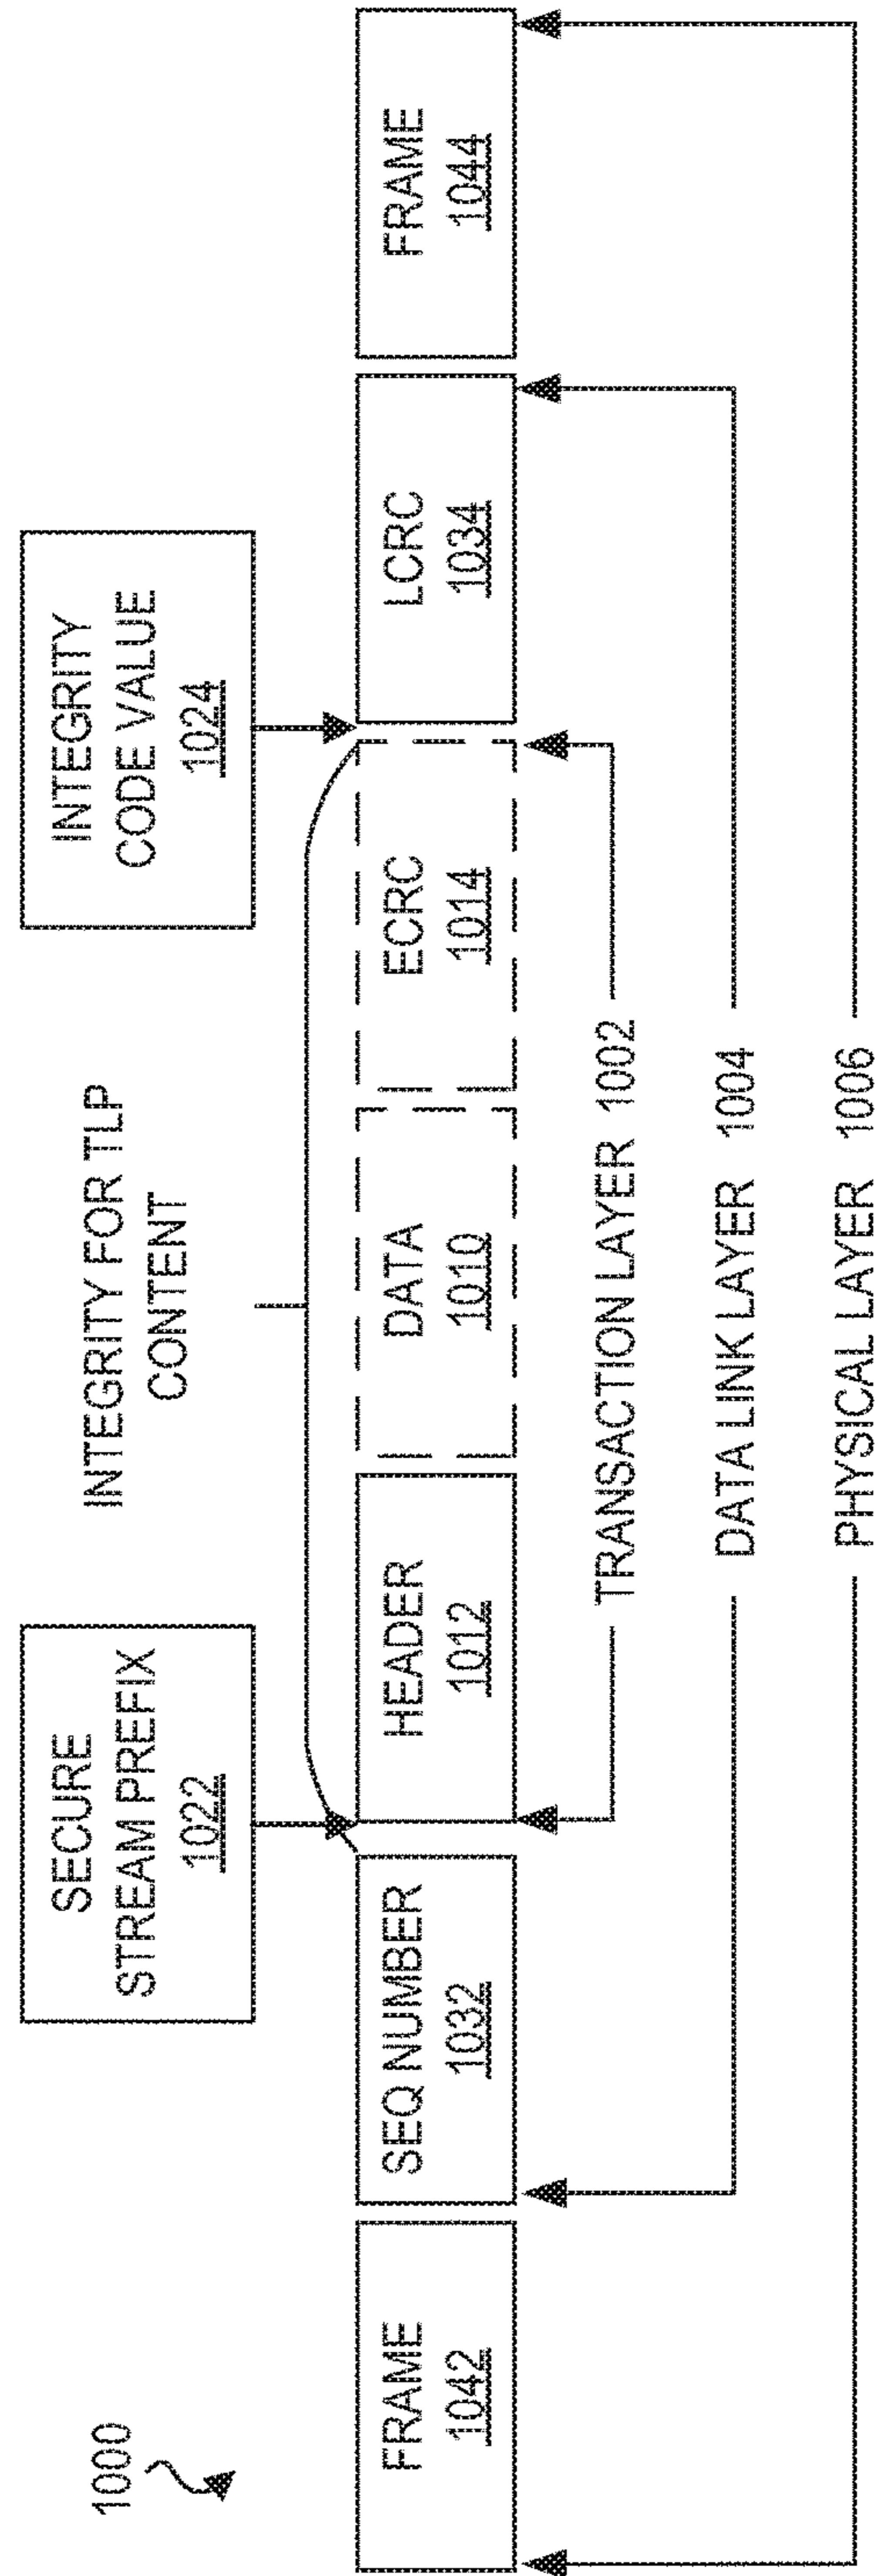 1000
SECURE
STREAM PREFIX
1022
INTEGRITY FOR TLP
CONTENT
INTEGRITY
CODE VALUE
1024
FRAME
1042
SEQ NUMBER
1032
HEADER
1012
DATA
1010
ECRC
1014
LCRC
1034
FRAME
1044
TRANSACTION LAYER 1002
DATA LINK LAYER 1004
PHYSICAL LAYER 1006